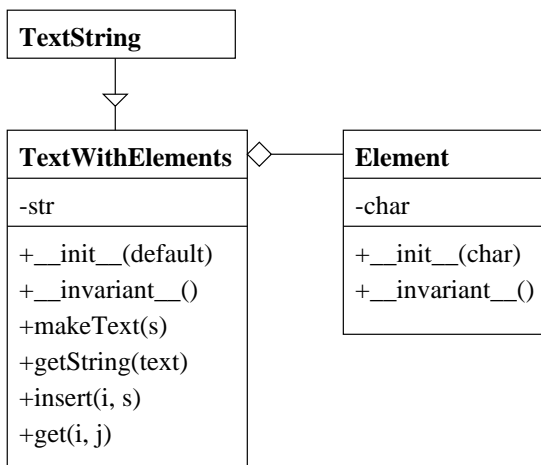 TextString
TextWithElements
-str
+__init__(default)
+__invariant__()
+makeText(s)
+getString(text)
+insert(i, s)
+get(i, j)
Element
-char
+__init__(char)
+__invariant__()